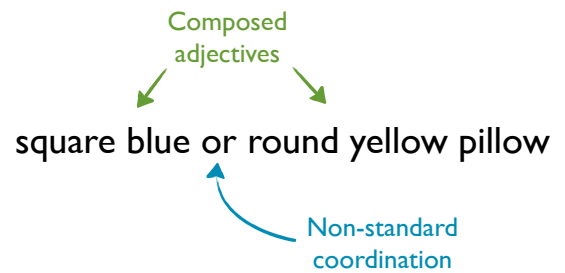 Composed
adjectives
square blue or round yellow pillow
Non-standard
coordination